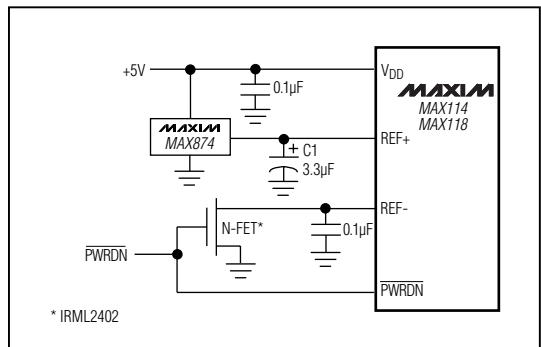 +5V
VDD
0.1µF
MAXIM
MAX114
MAX118
MAXIM
MAX874
REF+
+ C1
3.3µF
REF-
N-FET*
0.1µF
PWRDN
PWRDN
* IRML2402